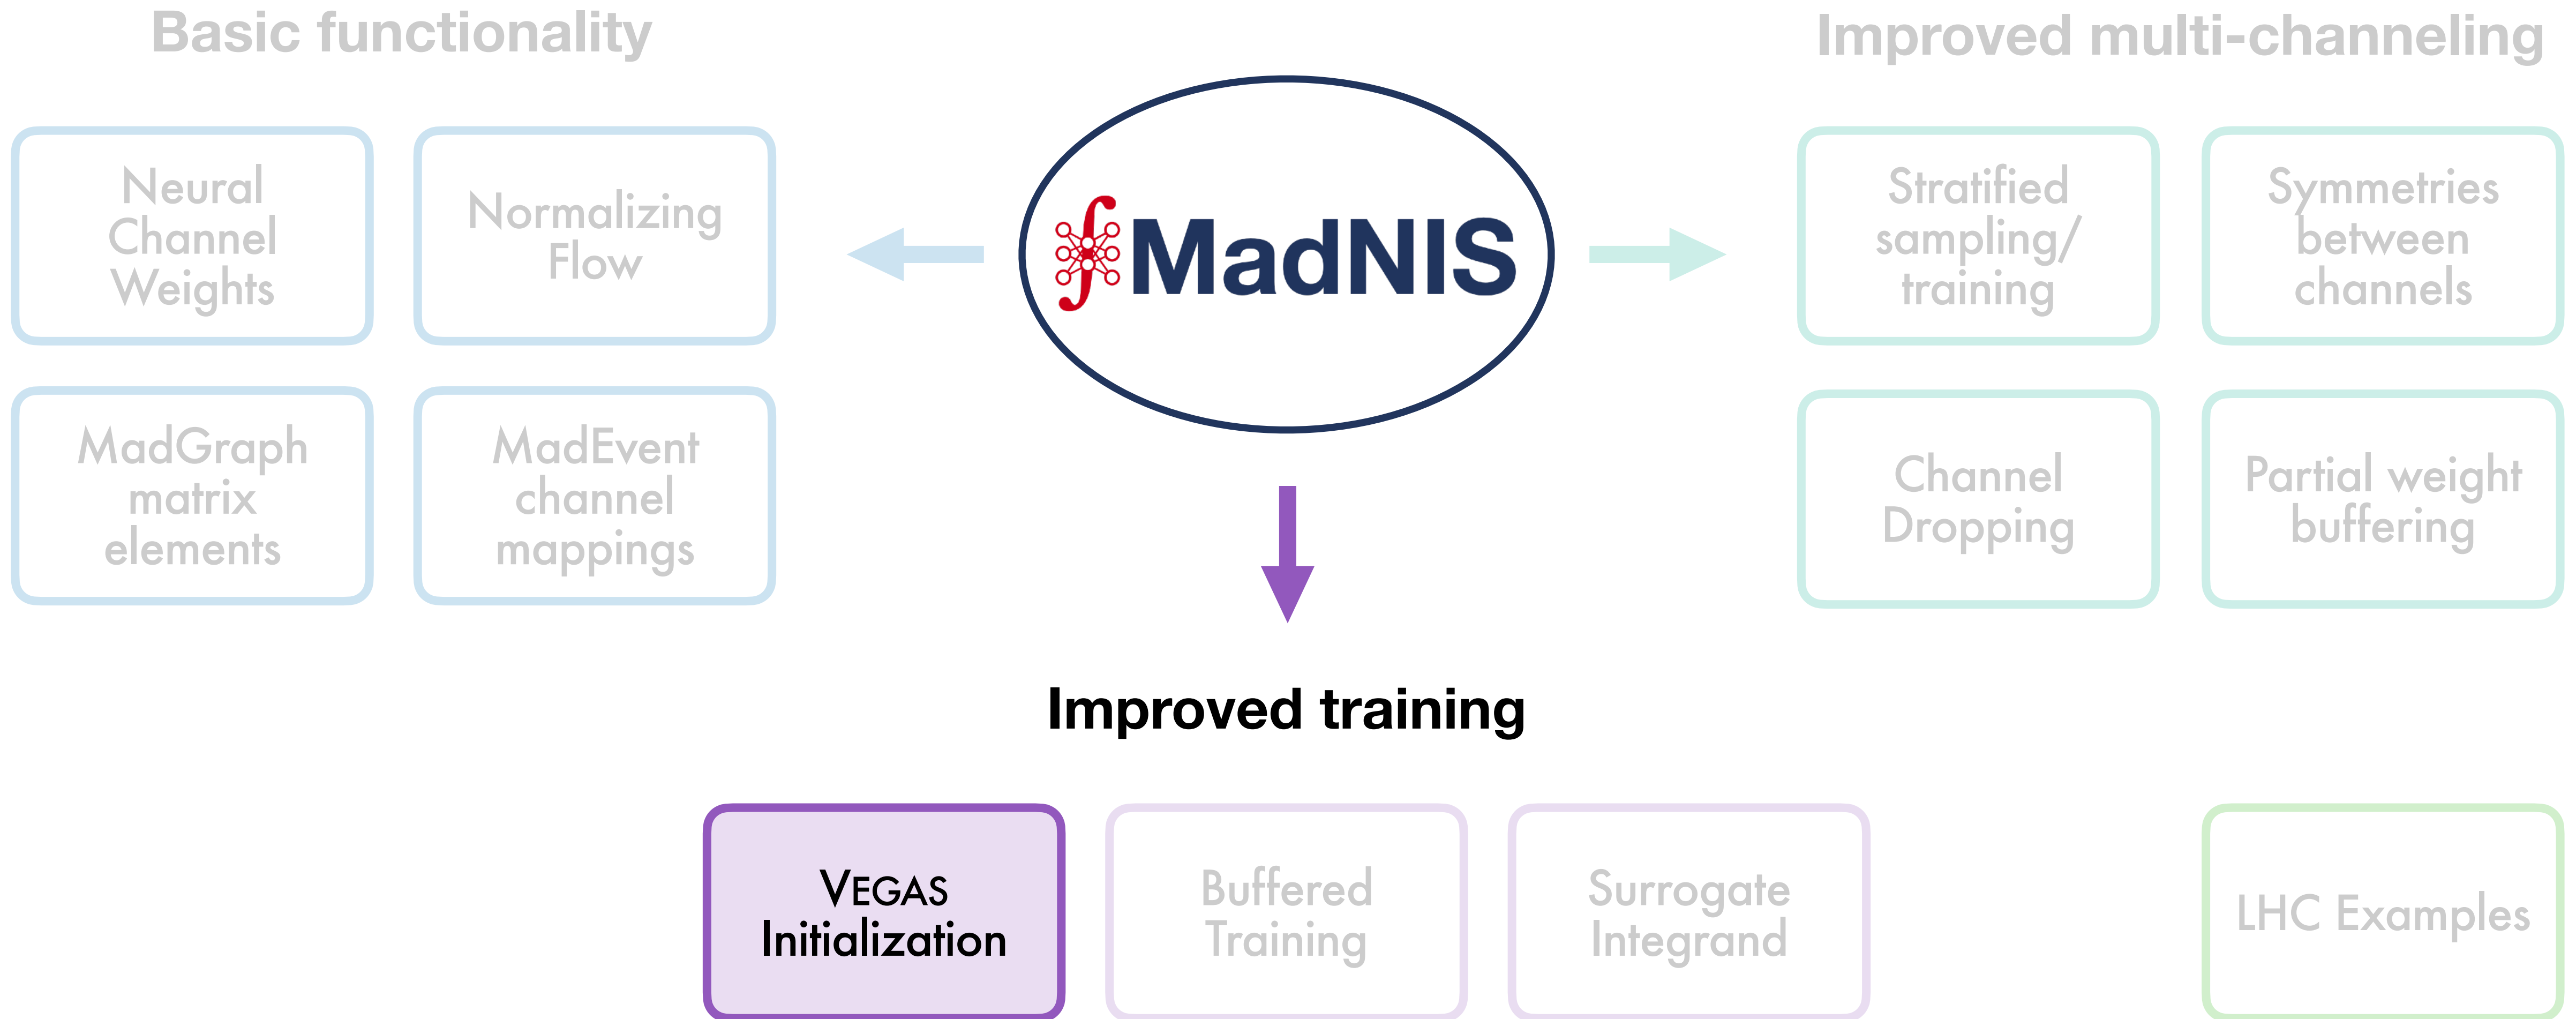 Basic functionality
Improved multi-channeling
Neural
Channel
Weights
Normalizing
Flow
MadNIS
Stratified
sampling/
training
Symmetries
between
channels
MadGraph
matrix
elements
MadEvent
channel
mappings
Channel
Dropping
Partial weight
buffering
Improved training
VEGAS
Initialization
Buffered
Training
Surrogate
Integrand
LHC Examples